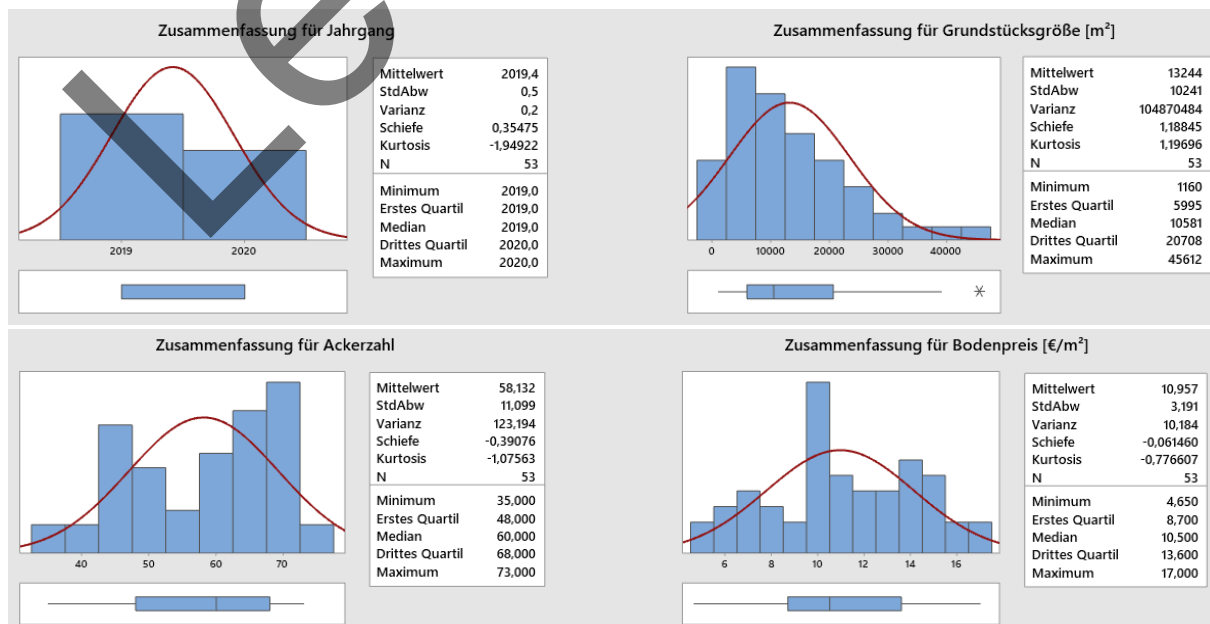 Zusammenfassung für Jahrgang
Mittelwert 2019,4
StdAbw 0,5
Varianz 0,2
Schiefe 0,35475
Kurtosis -1,94922
N 53
Minimum 2019,0
Erstes Quartil 2019,0
Median 2019,0
Drittes Quartil 2020,0
Maximum 2020,0
2019 2020
Zusammenfassung für Grundstücksgröße [m²]
Mittelwert 13244
StdAbw 10241
Varianz 104870484
Schiefe 1,18845
Kurtosis 1,19696
N 53
Minimum 1160
Erstes Quartil 5995
Median 10581
Drittes Quartil 20708
Maximum 45612
0 10000 20000 30000 40000
Zusammenfassung für Ackerzahl
Mittelwert 58,132
StdAbw 11,099
Varianz 123,194
Schiefe -0,39076
Kurtosis -1,07563
N 53
Minimum 35,000
Erstes Quartil 48,000
Median 60,000
Drittes Quartil 68,000
Maximum 73,000
40 50 60 70
Zusammenfassung für Bodenpreis [€/m²]
Mittelwert 10,957
StdAbw 3,191
Varianz 10,184
Schiefe -0,061460
Kurtosis -0,776607
N 53
Minimum 4,650
Erstes Quartil 8,700
Median 10,500
Drittes Quartil 13,600
Maximum 17,000
6 8 10 12 14 16